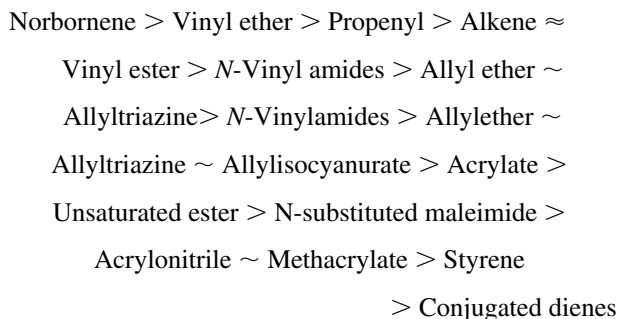 Norbornene > Vinyl ether > Propenyl > Alkene ≈
Vinyl ester > N-Vinyl amides > Allyl ether ∼
Allyltriazine> N-Vinylamides > Allylether ∼
Allyltriazine ∼ Allylisocyanurate > Acrylate >
Unsaturated ester > N-substituted maleimide >
Acrylonitrile ∼ Methacrylate > Styrene
> Conjugated dienes